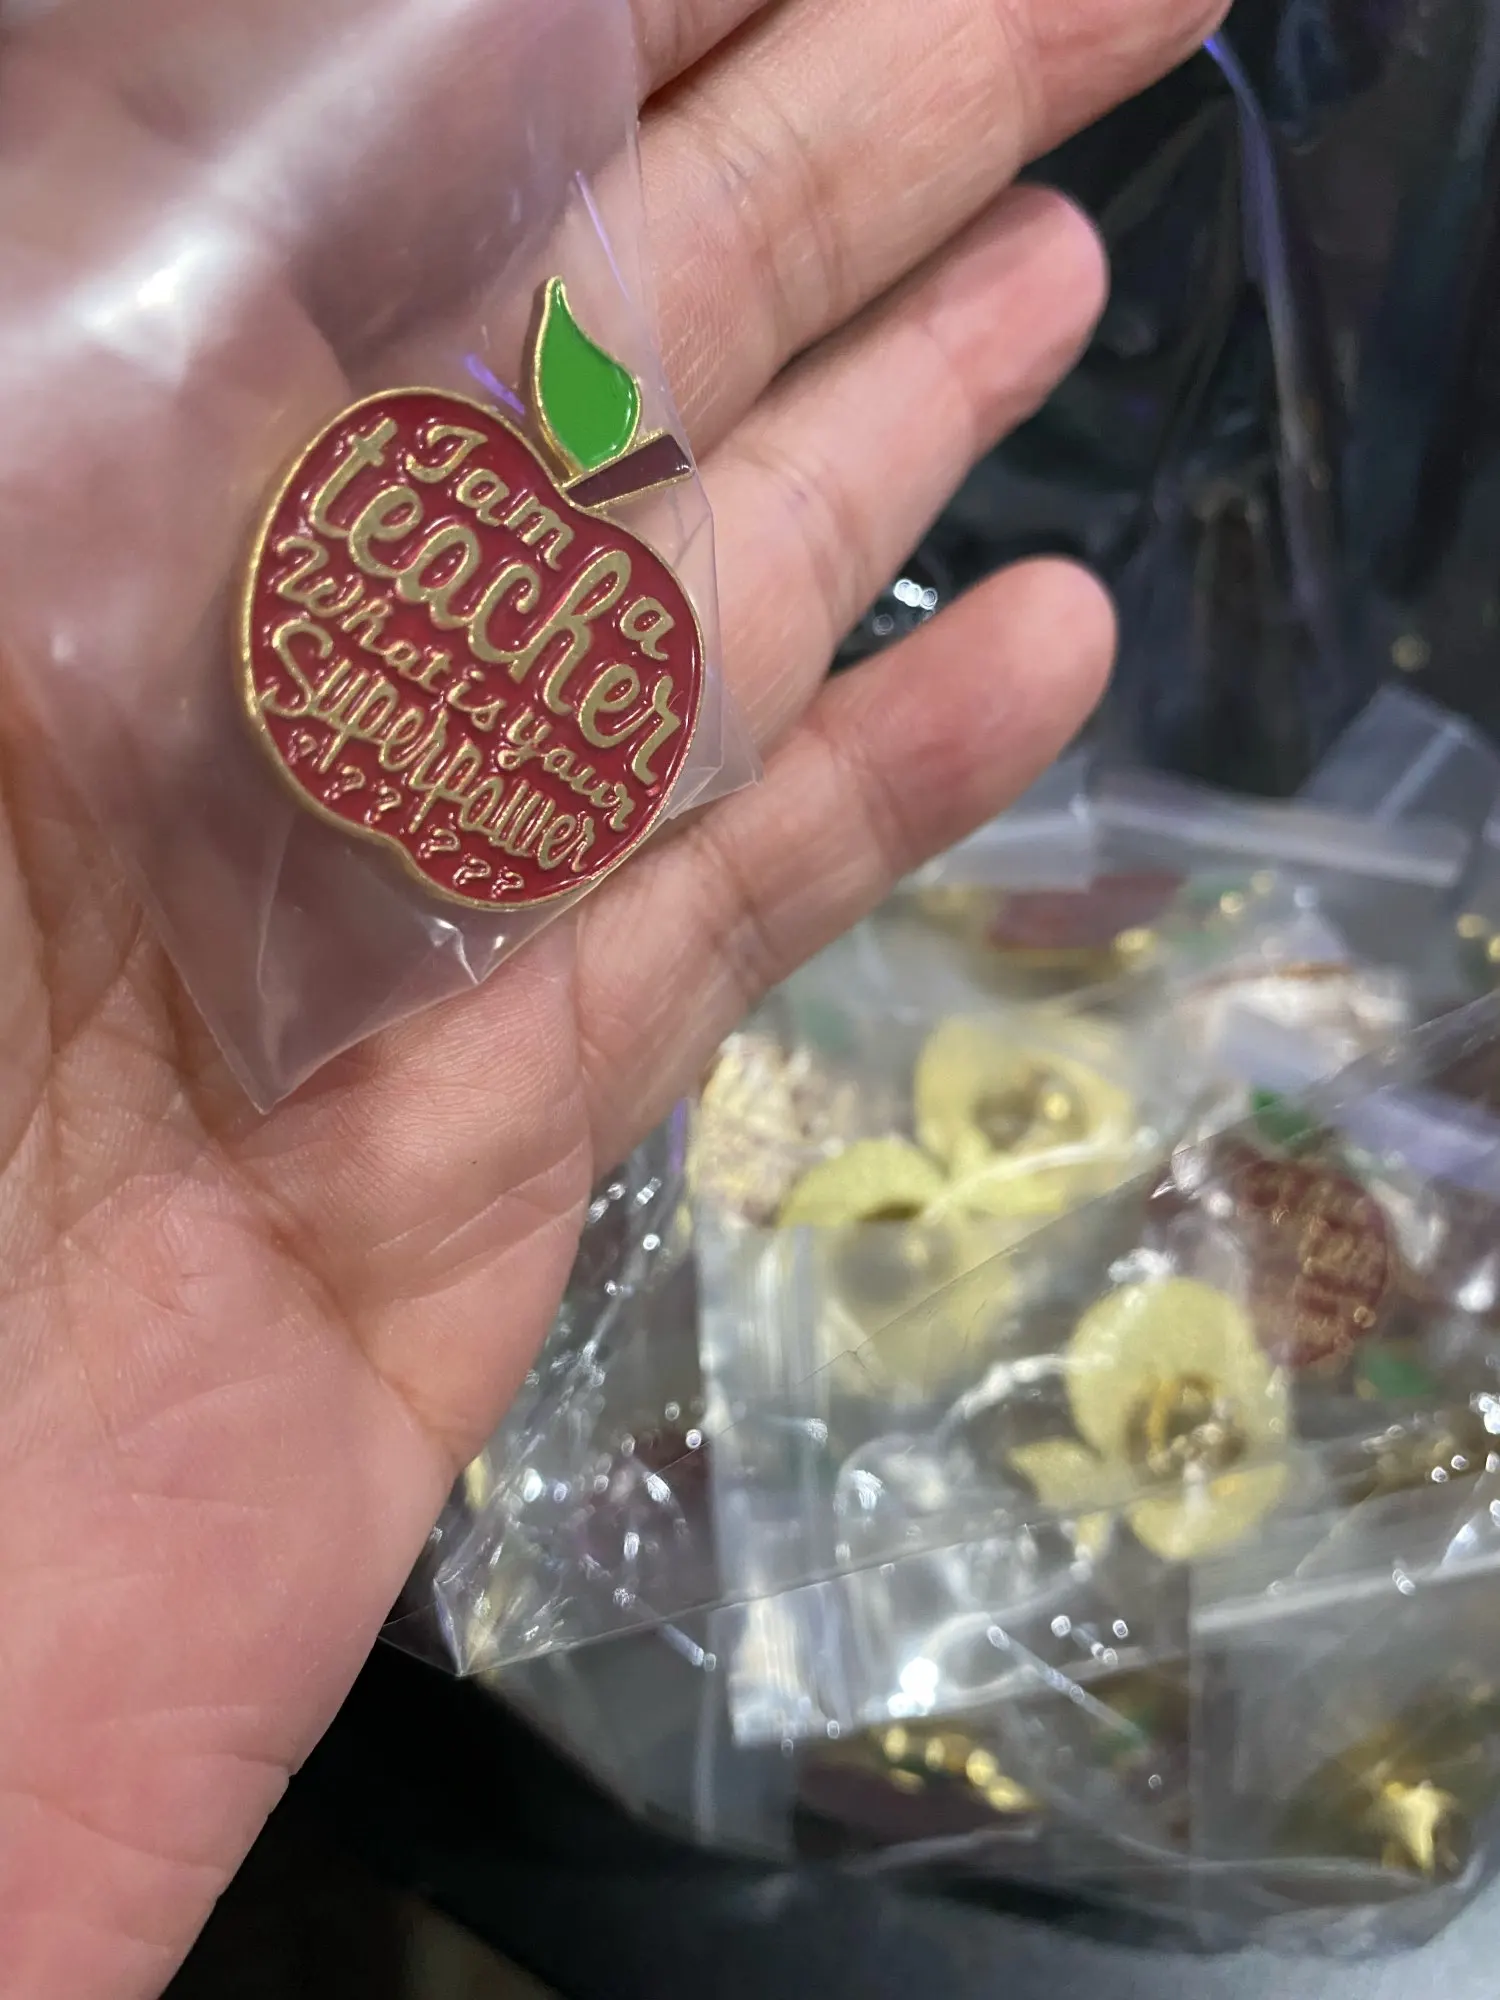 I am a
teacher
What is your
Superpower
?!???!????